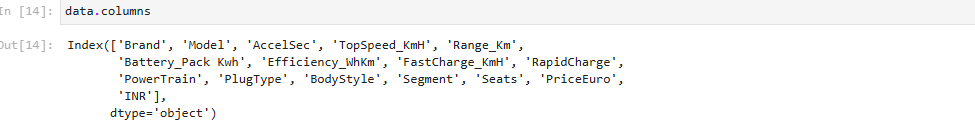 In [14]: data.columns
Out[14]: Index(['Brand', 'Model', 'AccelSec', 'TopSpeed_KmH', 'Range_Km',
'Battery_Pack Kwh', 'Efficiency_WhKm', 'FastCharge_KmH', 'RapidCharge',
'PowerTrain', 'PlugType', 'BodyStyle', 'Segment', 'Seats', 'PriceEuro',
'INR'],
dtype='object')